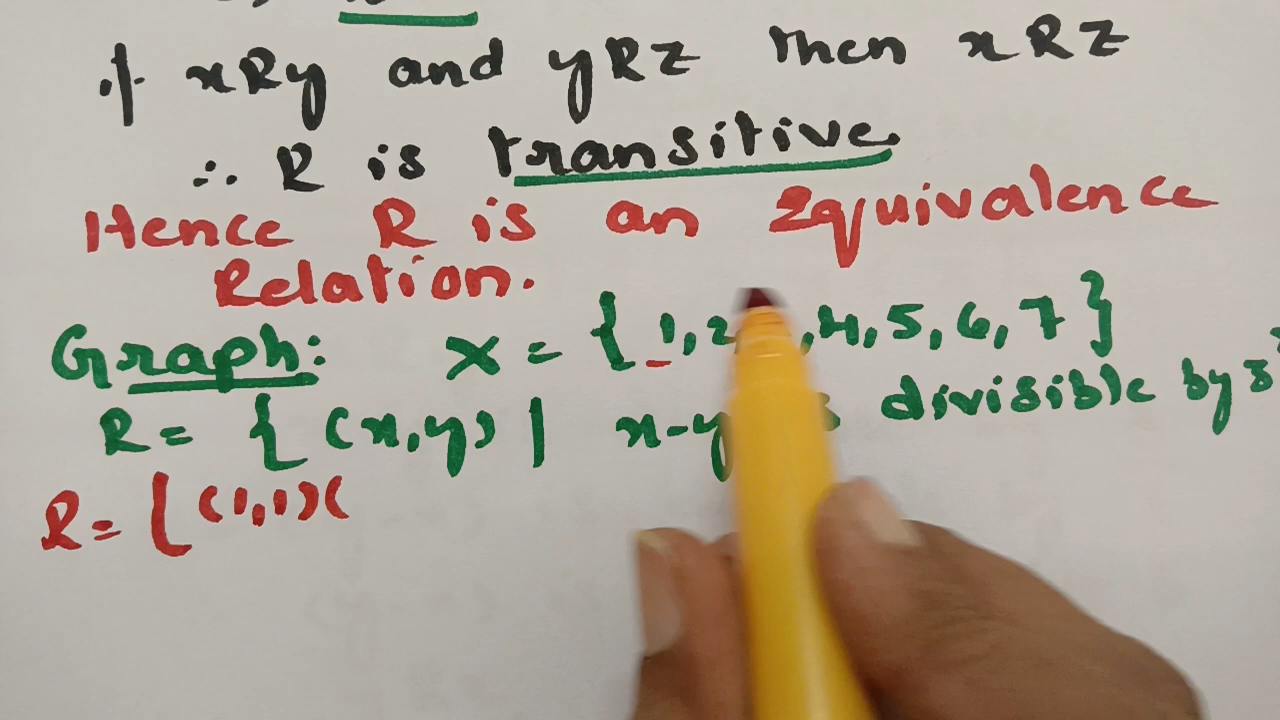 if xRy and yRz then xRz
∴ R is transitive.
Hence R is an Equivalence
Relation.
Graph: X = { 1, 2 , 4, 5, 6, 7 }
R = { (x,y) | x-y divisible by
R = { (1,1)(